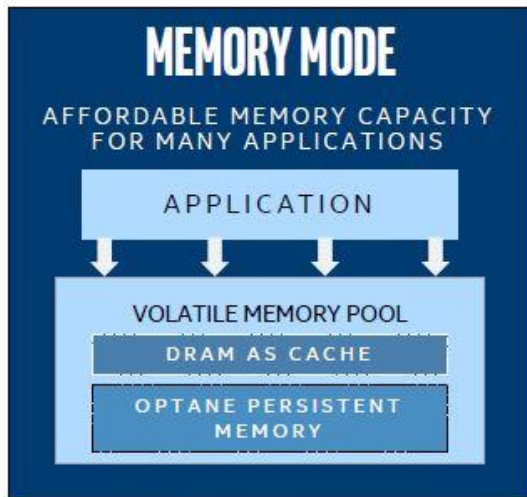 MEMORY MODE
AFFORDABLE MEMORY CAPACITY
FOR MANY APPLICATIONS
APPLICATION
VOLATILE MEMORY POOL
DRAM AS CACHE
OPTANE PERSISTENT
MEMORY